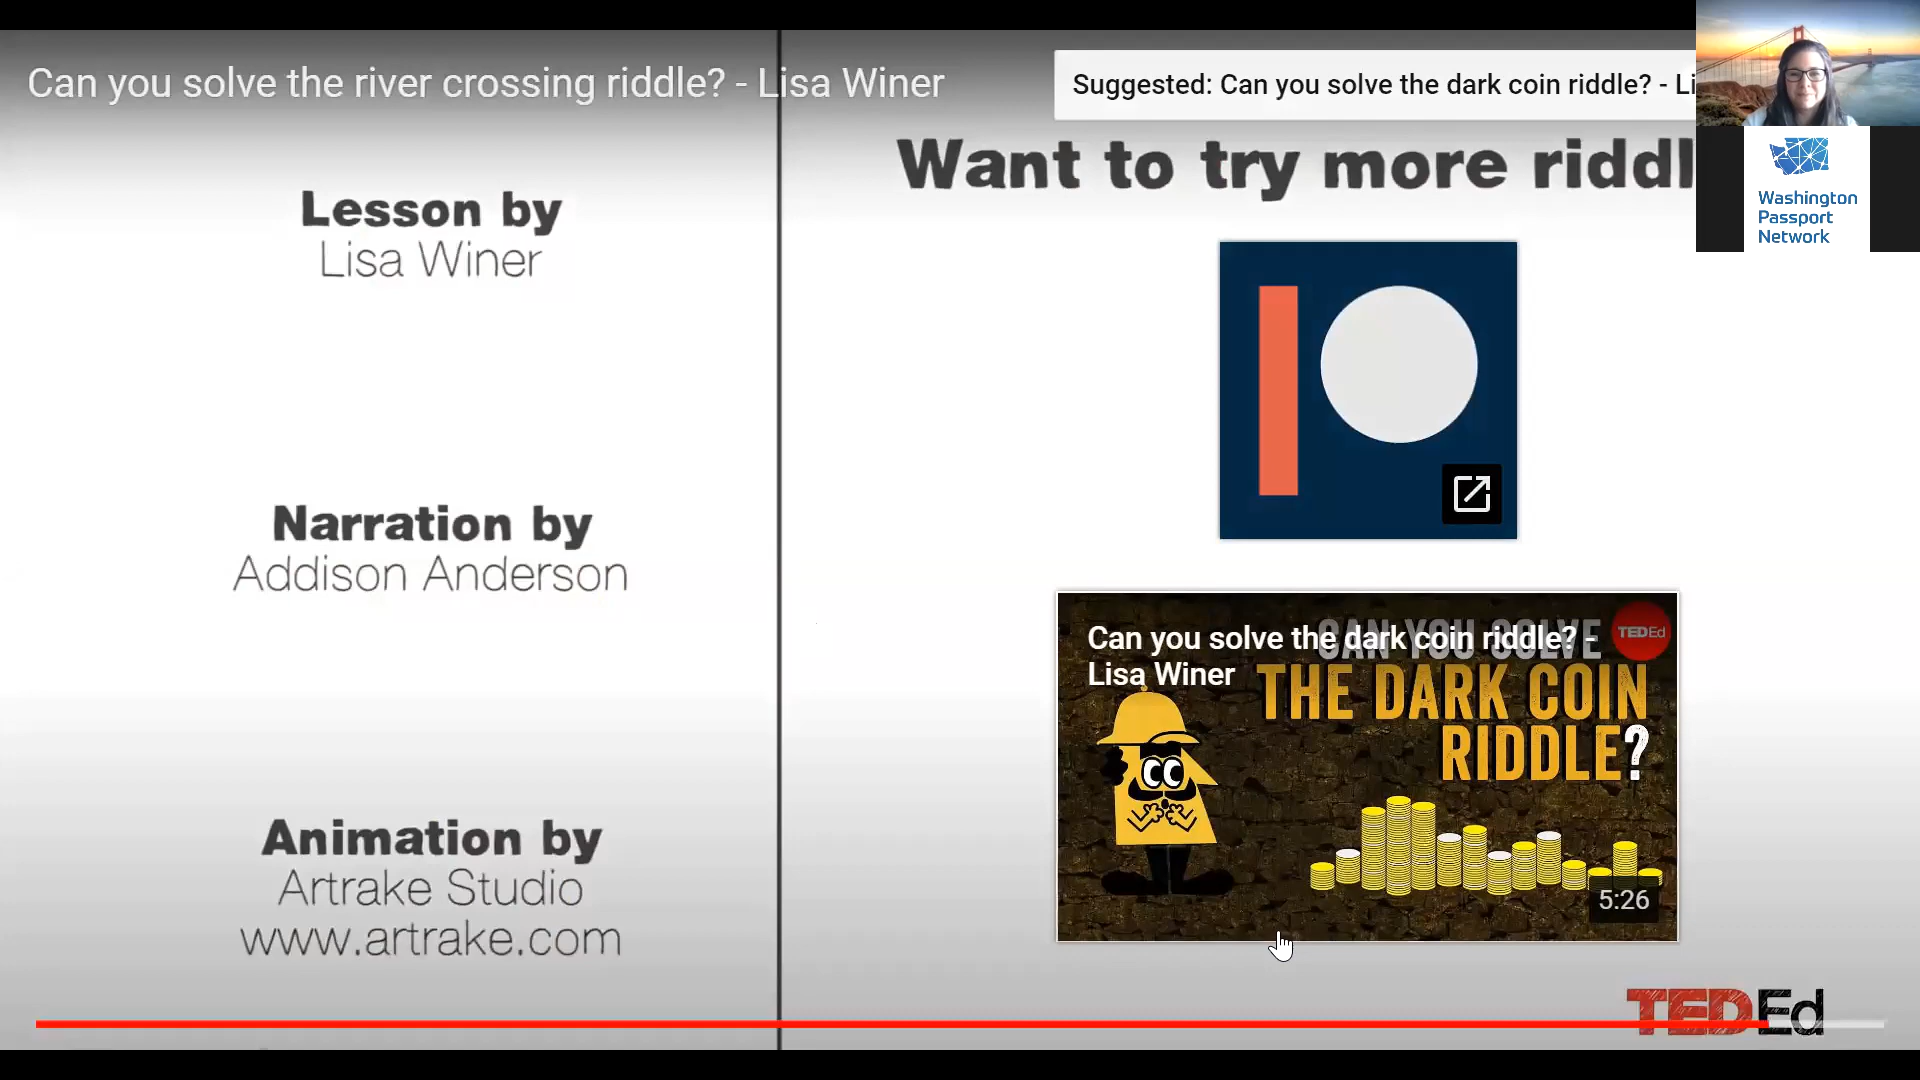 Can you solve the river crossing riddle? - Lisa Winer
Suggested: Can you solve the dark coin riddle? - Li
Want to try more riddl
Lesson by
Lisa Winer
Narration by
Addison Anderson
Animation by
Artrake Studio
www.artrake.com
Can you solve the dark coin riddle? -
Lisa Winer
CAN YOU SOLVE
THE DARK COIN
RIDDLE?
TEDEd
5:26
TEDEd
Washington
Passport
Network